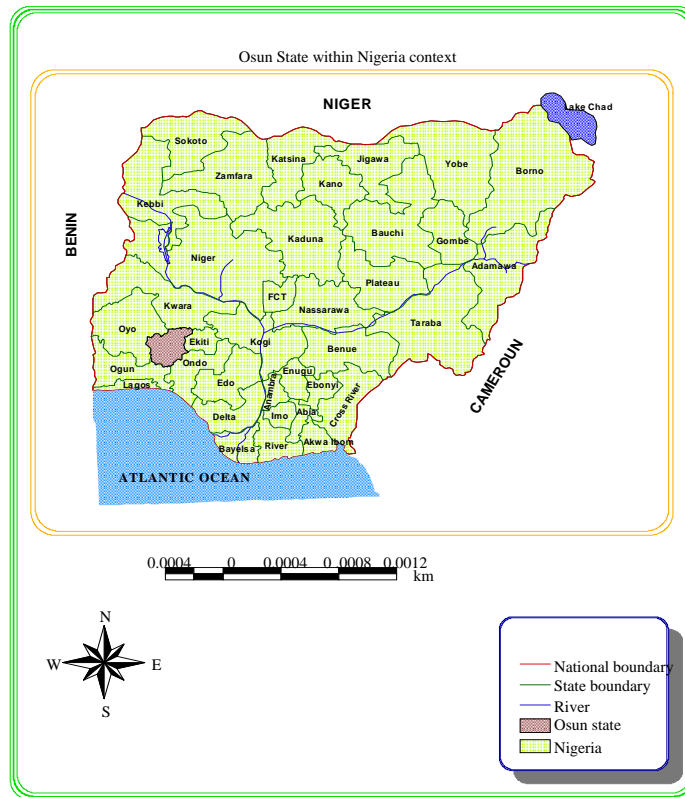 Osun State within Nigeria context
NIGER
Lake Chad
Sokoto
Katsina
Jigawa
Yobe
Borno
Zamfara
Kano
Kebbi
BENIN
Kaduna
Bauchi
Gombe
Niger
Adamawa
Plateau
FCT
Kwara
Nassarawa
Taraba
Oyo
Ekiti
Kogi
Benue
Ogun
Ondo
Enugu
Lagos
Edo
Anambra
Ebonyi
Cross River
CAMEROUN
Delta
Imo
Abia
Bayelsa
River
Akwa Ibom
ATLANTIC OCEAN
0.0004 0 0.0004 0.0008 0.0012
km
N
W E
S
National boundary
State boundary
River
Osun state
Nigeria